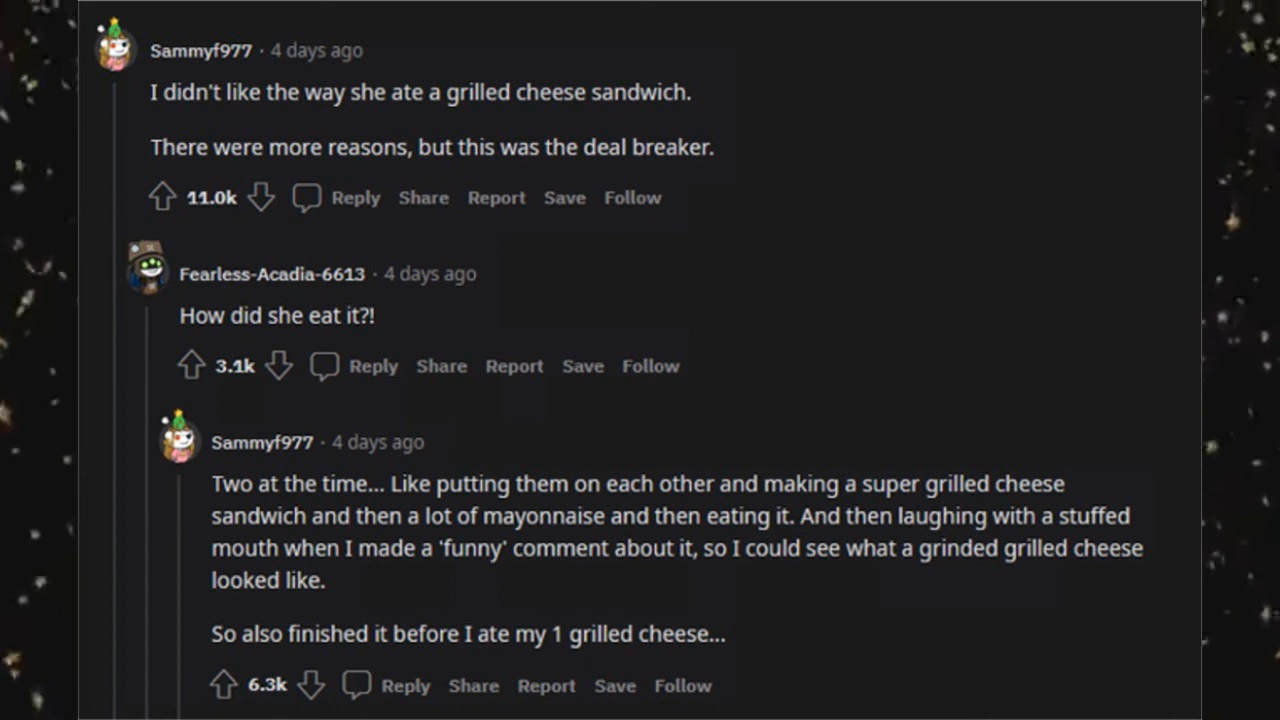 Sammyf977 · 4 days ago
I didn't like the way she ate a grilled cheese sandwich.
There were more reasons, but this was the deal breaker.
11.0k Reply Share Report Save Follow
Fearless-Acadia-6613 · 4 days ago
How did she eat it?!
3.1k Reply Share Report Save Follow
Sammyf977 · 4 days ago
Two at the time... Like putting them on each other and making a super grilled cheese
sandwich and then a lot of mayonnaise and then eating it. And then laughing with a stuffed
mouth when I made a 'funny' comment about it, so I could see what a grinded grilled cheese
looked like.
So also finished it before I ate my 1 grilled cheese...
6.3k Reply Share Report Save Follow